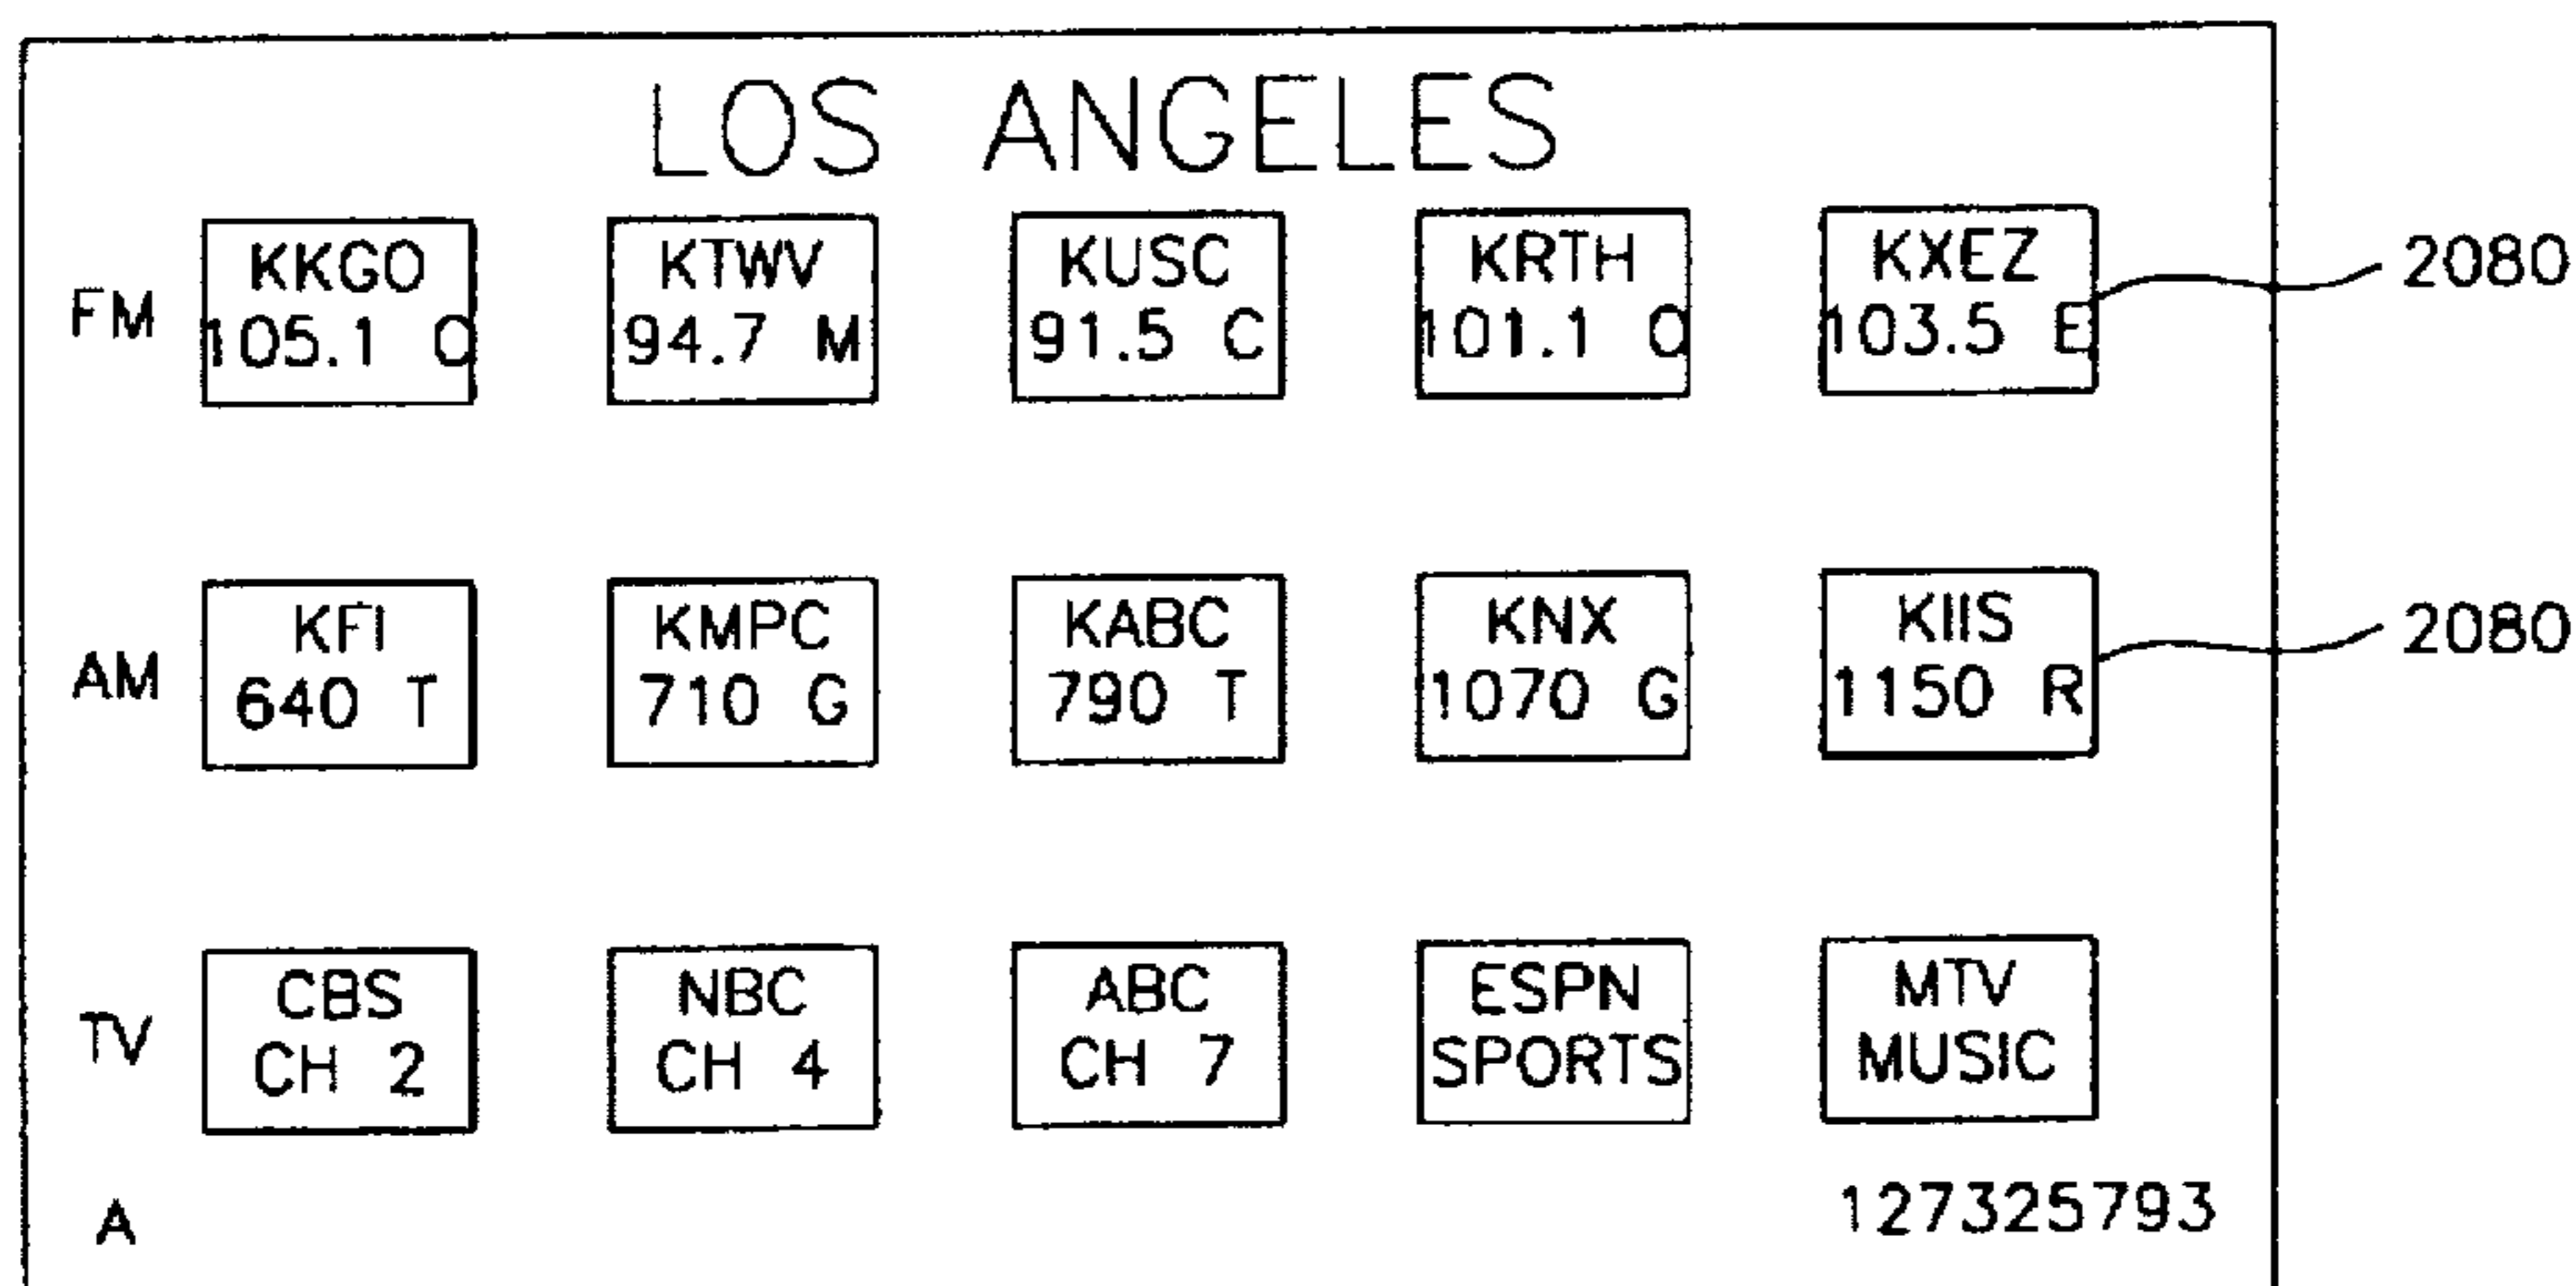 LOS ANGELES
FM KKGO KTWV KUSC KRTH KXEZ 2080
105.1 94.7 M 91.5 C 101.1 O 103.5 E
AM KFI KMPC KABC KNX KIIS 2080
640 T 710 G 790 T 1070 G 1150 R
TV CBS NBC ABC ESPN MTV
CH 2 CH 4 CH 7 SPORTS MUSIC
A 127325793